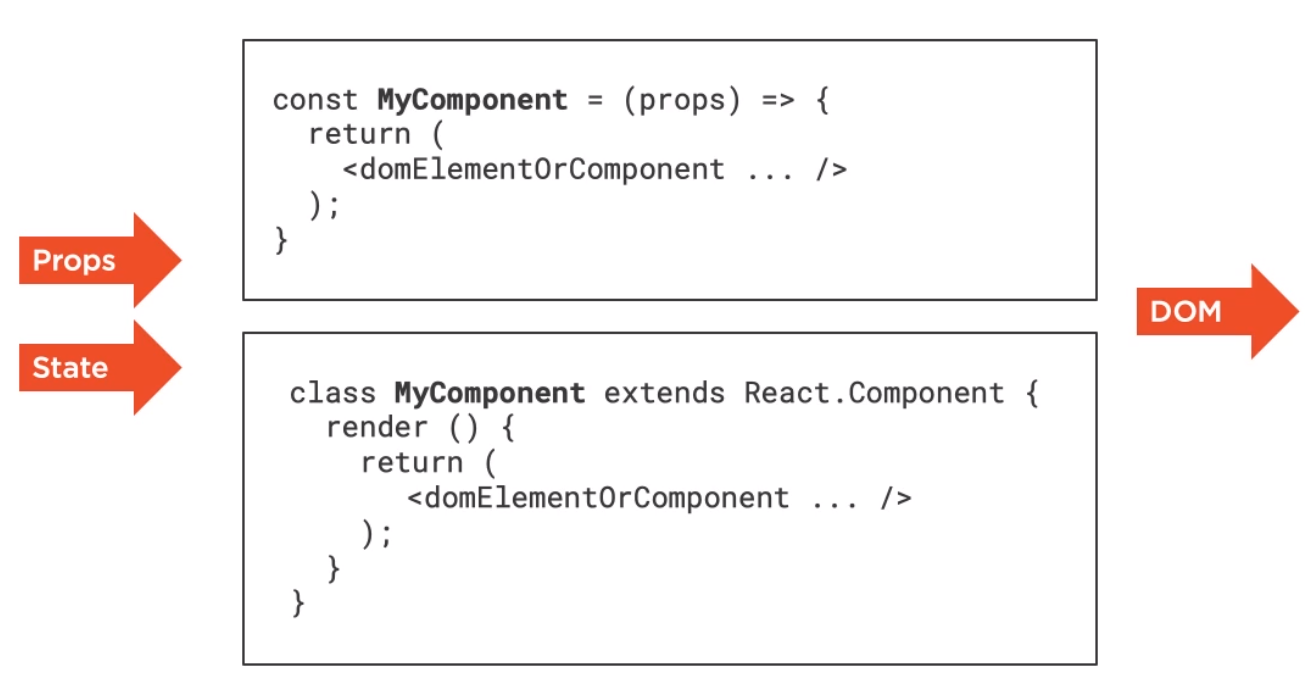 const MyComponent = (props) => {
  return (
    <domElementOrComponent ... />
  );
}
Props
State
class MyComponent extends React.Component {
  render () {
    return (
      <domElementOrComponent ... />
    );
  }
}
DOM